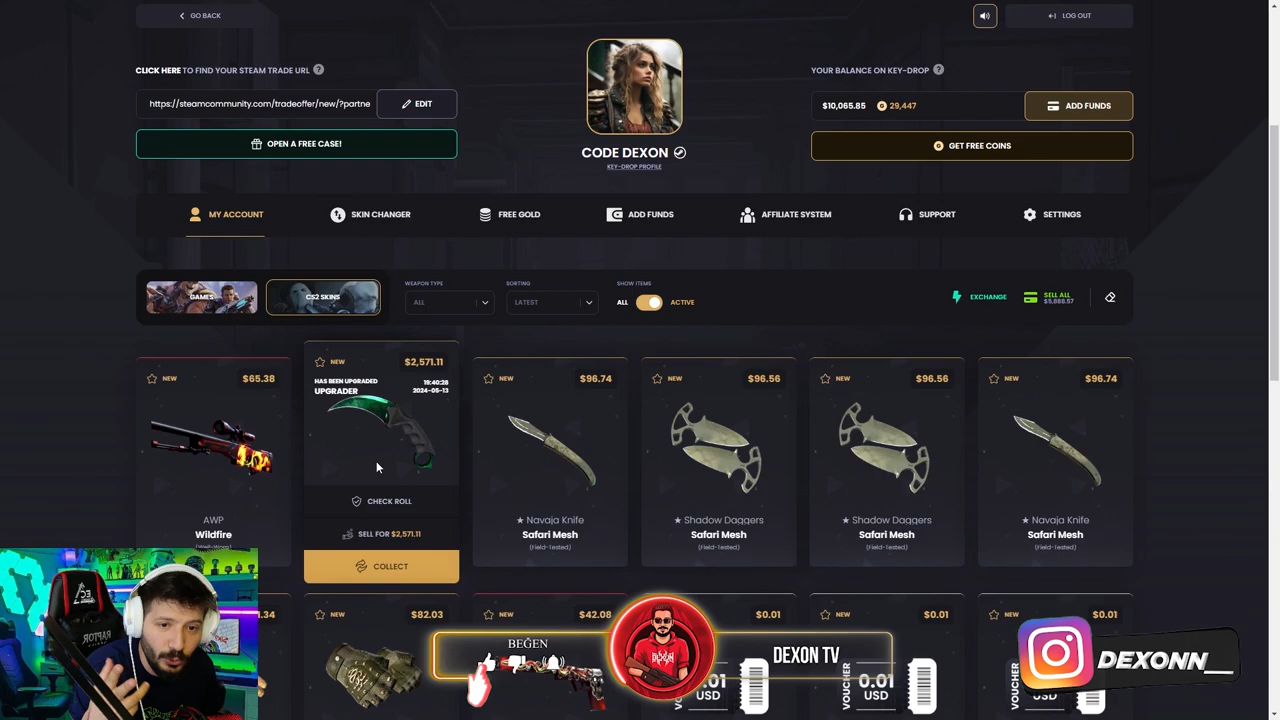 GO BACK
LOG OUT
CLICK HERE TO FIND YOUR STEAM TRADE URL ?
YOUR BALANCE ON KEY-DROP ?
https://steamcommunity.com/tradeoffer/new/?partne
EDIT
$10,065.85 29,447
ADD FUNDS
OPEN A FREE CASE!
CODE DEXON
KEY-DROP PROFILE
GET FREE COINS
MY ACCOUNT
SKIN CHANGER
FREE GOLD
ADD FUNDS
AFFILIATE SYSTEM
SUPPORT
SETTINGS
GAMES
CS2 SKINS
WEAPON TYPE
ALL
SORTING
LATEST
SHOW ITEMS
ALL ACTIVE
EXCHANGE
SELL ALL
$5,888.57
NEW $65.38
AWP
Wildfire
NEW $2,571.11
HAS BEEN UPGRADED
UPGRADER
19:40:28
2024-05-13
CHECK ROLL
SELL FOR $2,571.11
COLLECT
NEW $96.74
★ Navaja Knife
Safari Mesh
(Field-Tested)
NEW $96.56
★ Shadow Daggers
Safari Mesh
(Field-Tested)
NEW $96.56
★ Shadow Daggers
Safari Mesh
(Field-Tested)
NEW $96.74
★ Navaja Knife
Safari Mesh
(Field-Tested)
NEW $82.03
NEW $42.08
$0.01
NEW $0.01
NEW $0.01
BEĞEN
DEXON TV
VOUCHER
0.01
USD
VOUCHER
DEXONN__
RAPTOR